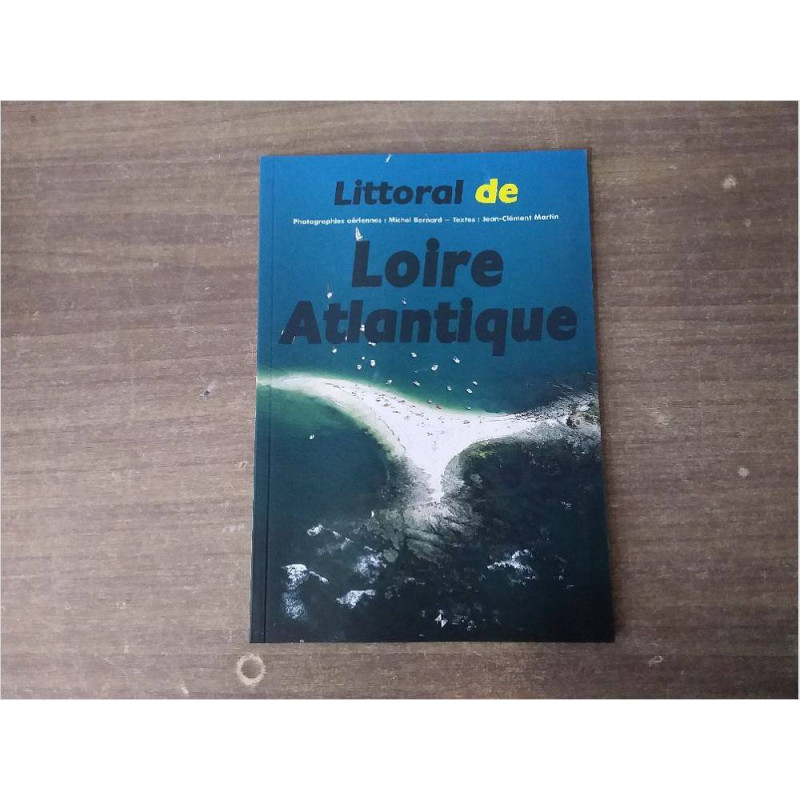 Littoral de
Photographies aériennes : Michel Bernard – Textes : Jean-Clément Martin
Loire
Atlantique